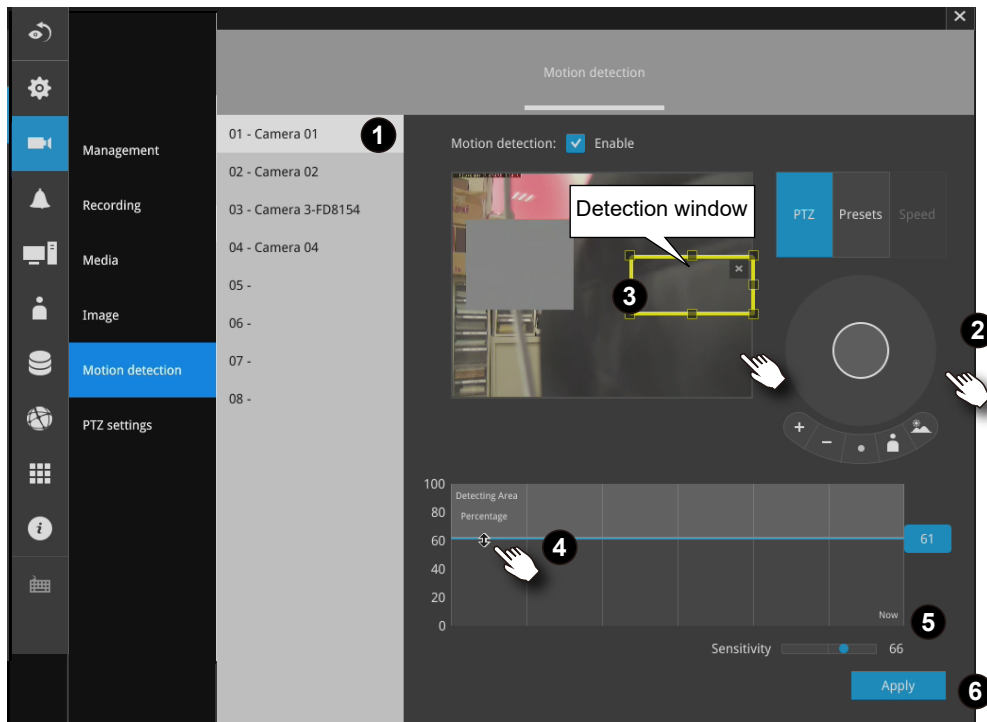 Motion detection
01 - Camera 01
1
02 - Camera 02
03 - Camera 3-FD8154
04 - Camera 04
05 -
06 -
07 -
08 -
Management
Recording
Media
Image
Motion detection
PTZ settings
Motion detection: Enable
Detection window
3
PTZ Presets Speed
2
100
80
60
40
20
0
Detecting Area
Percentage
4
61
Now
5
Sensitivity 66
Apply
6